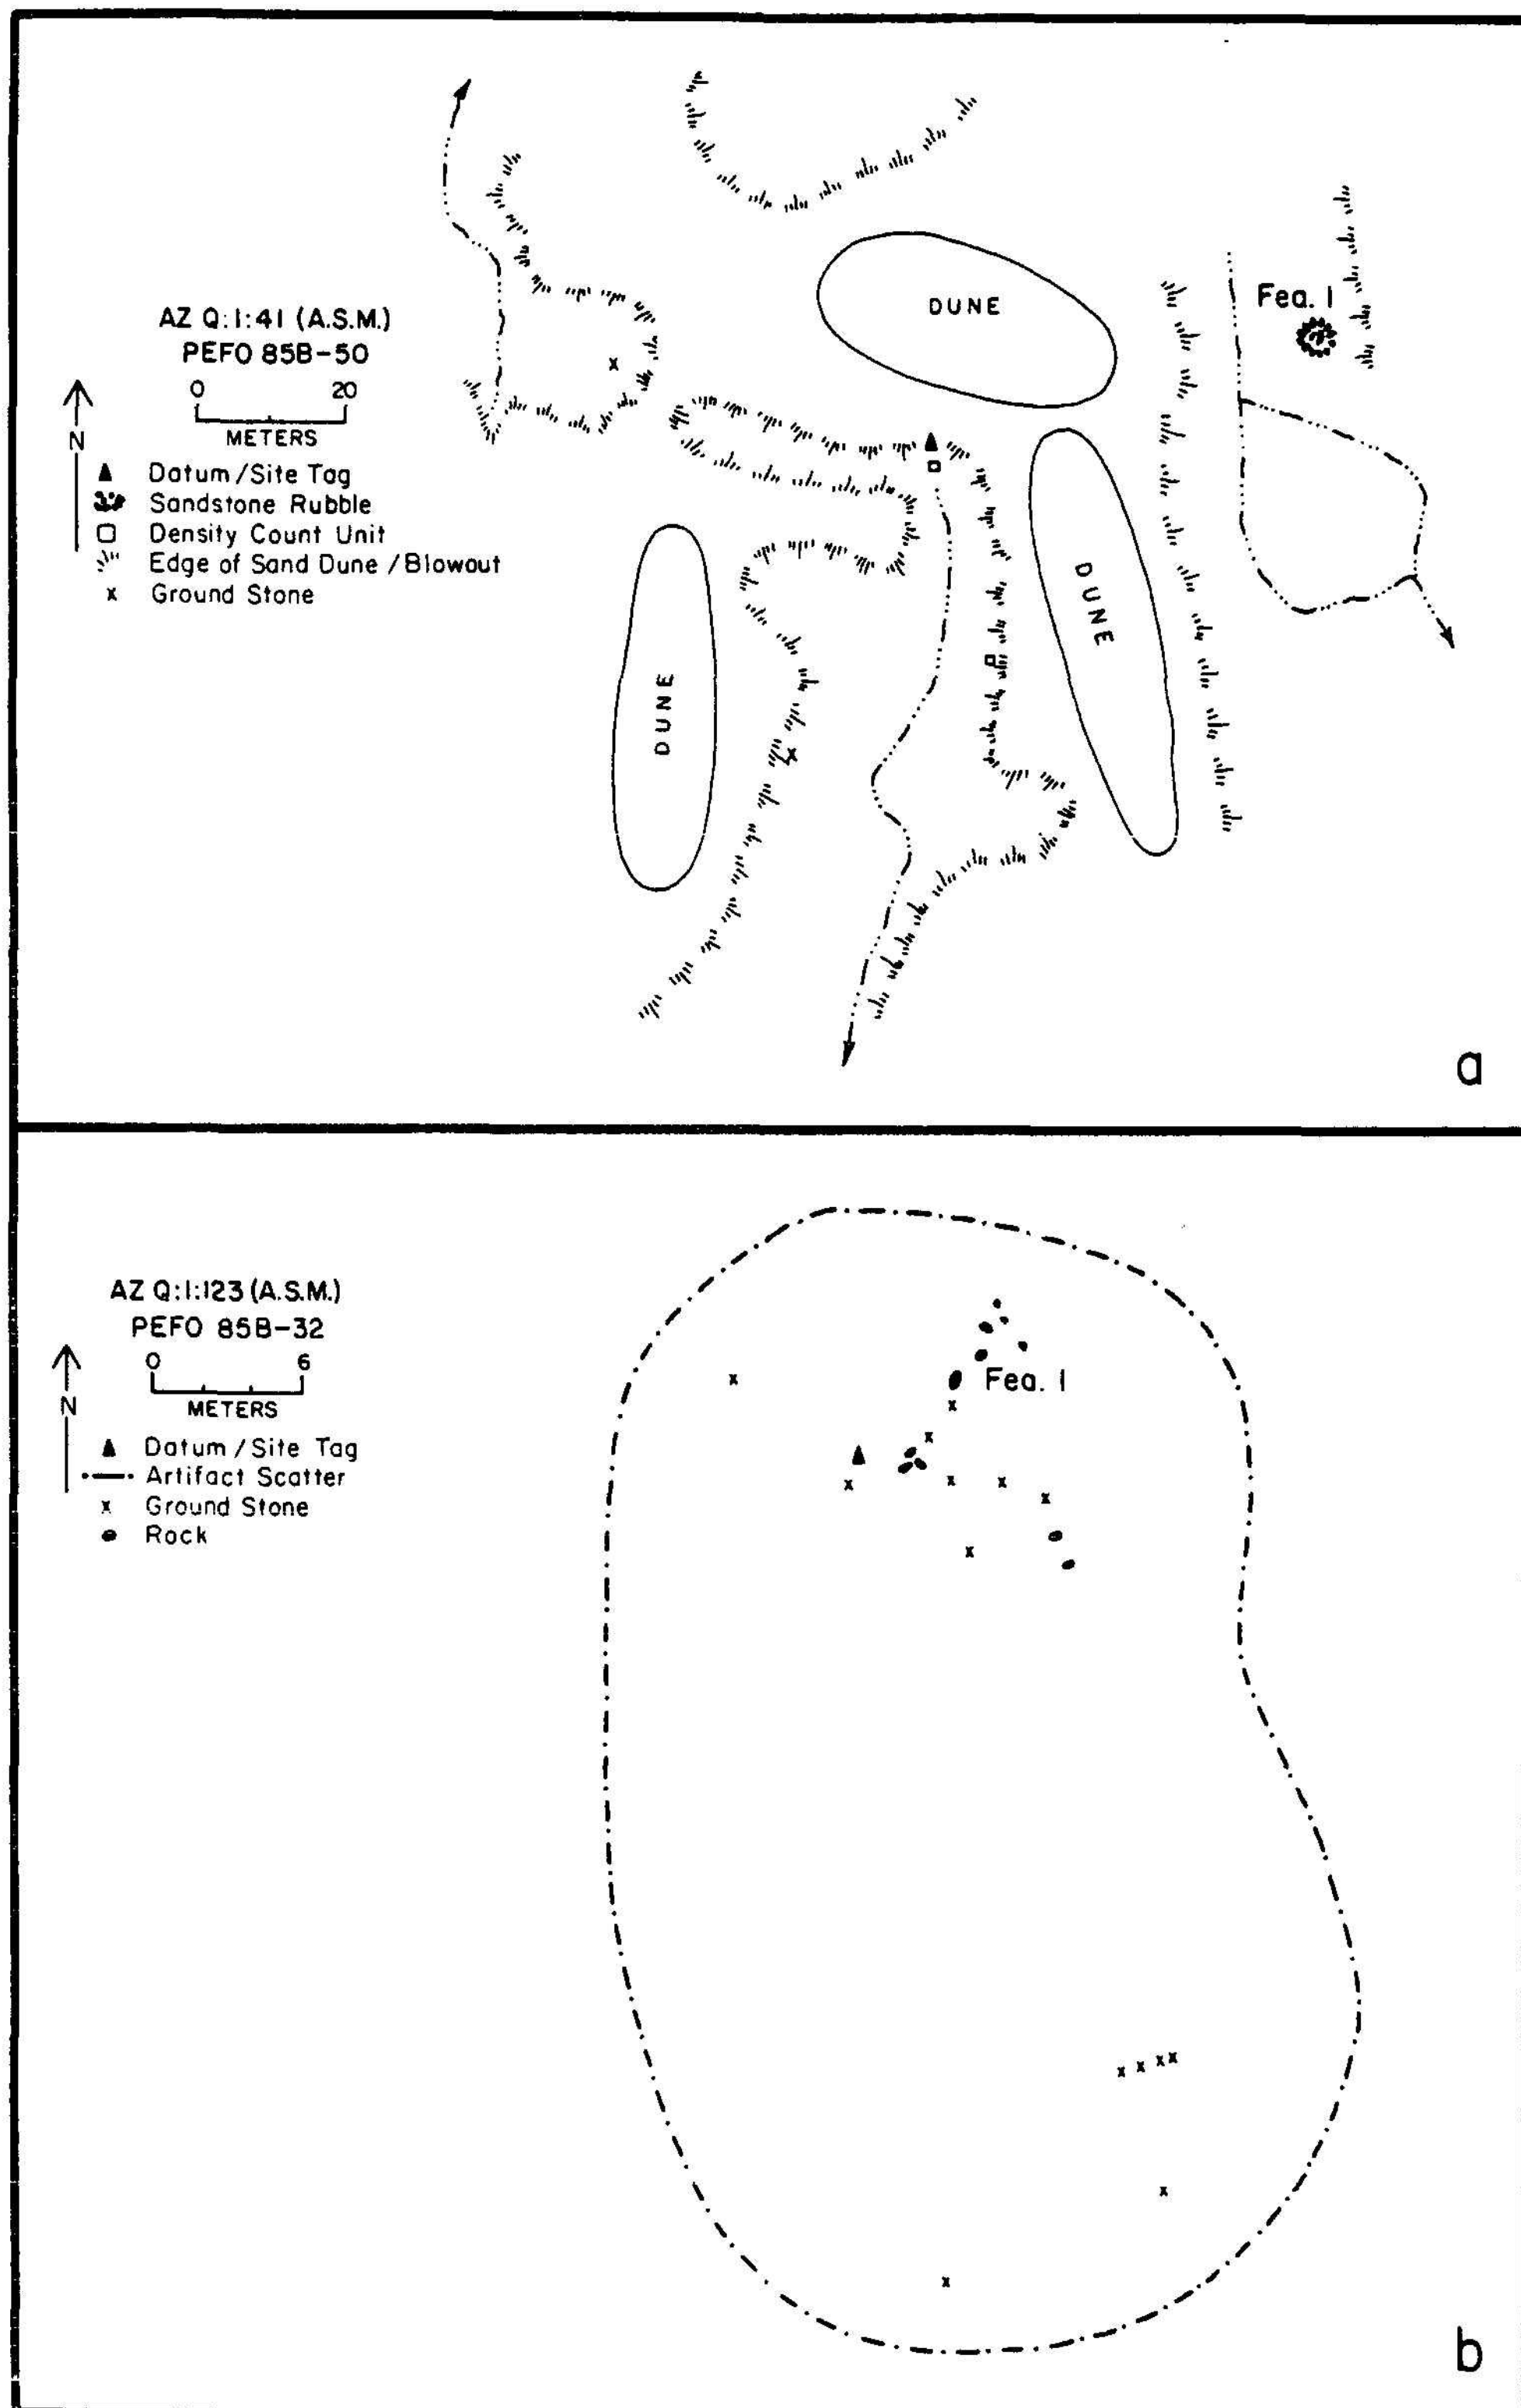 AZ Q:1:41 (A.S.M.)
PEFO 85B-50
0 20
METERS
N
Datum/Site Tag
Sandstone Rubble
Density Count Unit
Edge of Sand Dune/Blowout
x Ground Stone
DUNE
Fea. 1
DUNE
DUNE
a
AZ Q:1:123 (A.S.M.)
PEFO 85B-32
0 6
METERS
N
Datum/Site Tag
Artifact Scatter
x Ground Stone
Rock
Fea. 1
b